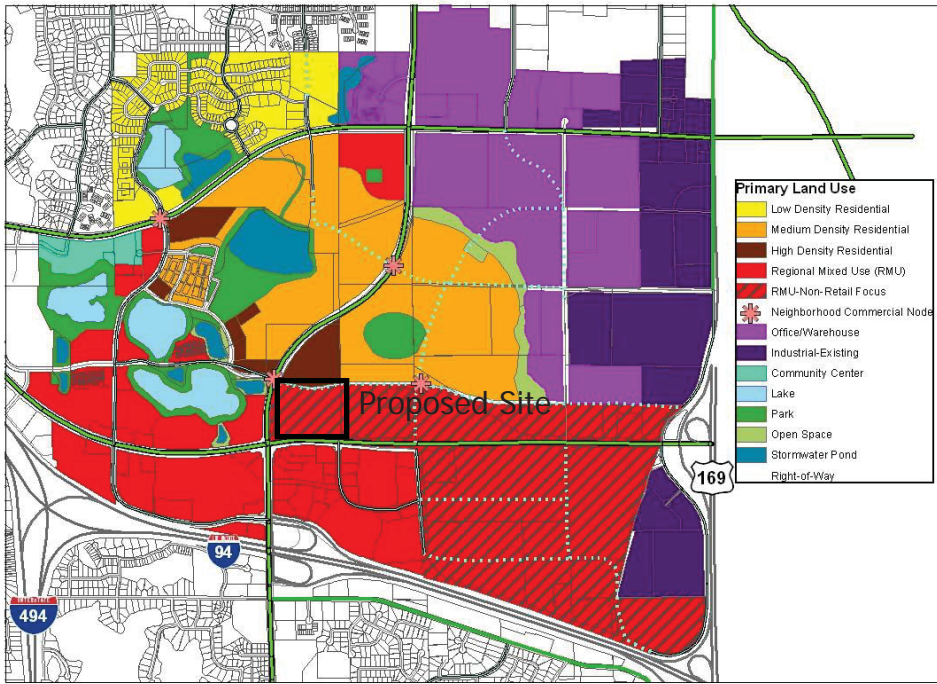 Primary Land Use
Low Density Residential
Medium Density Residential
High Density Residential
Regional Mixed Use (RMU)
RMU-Non-Retail Focus
Neighborhood Commercial Node
Office/Warehouse
Industrial-Existing
Community Center
Lake
Park
Open Space
Stormwater Pond
Right-of-Way
Proposed Site
169
94
INTERSTATE
494